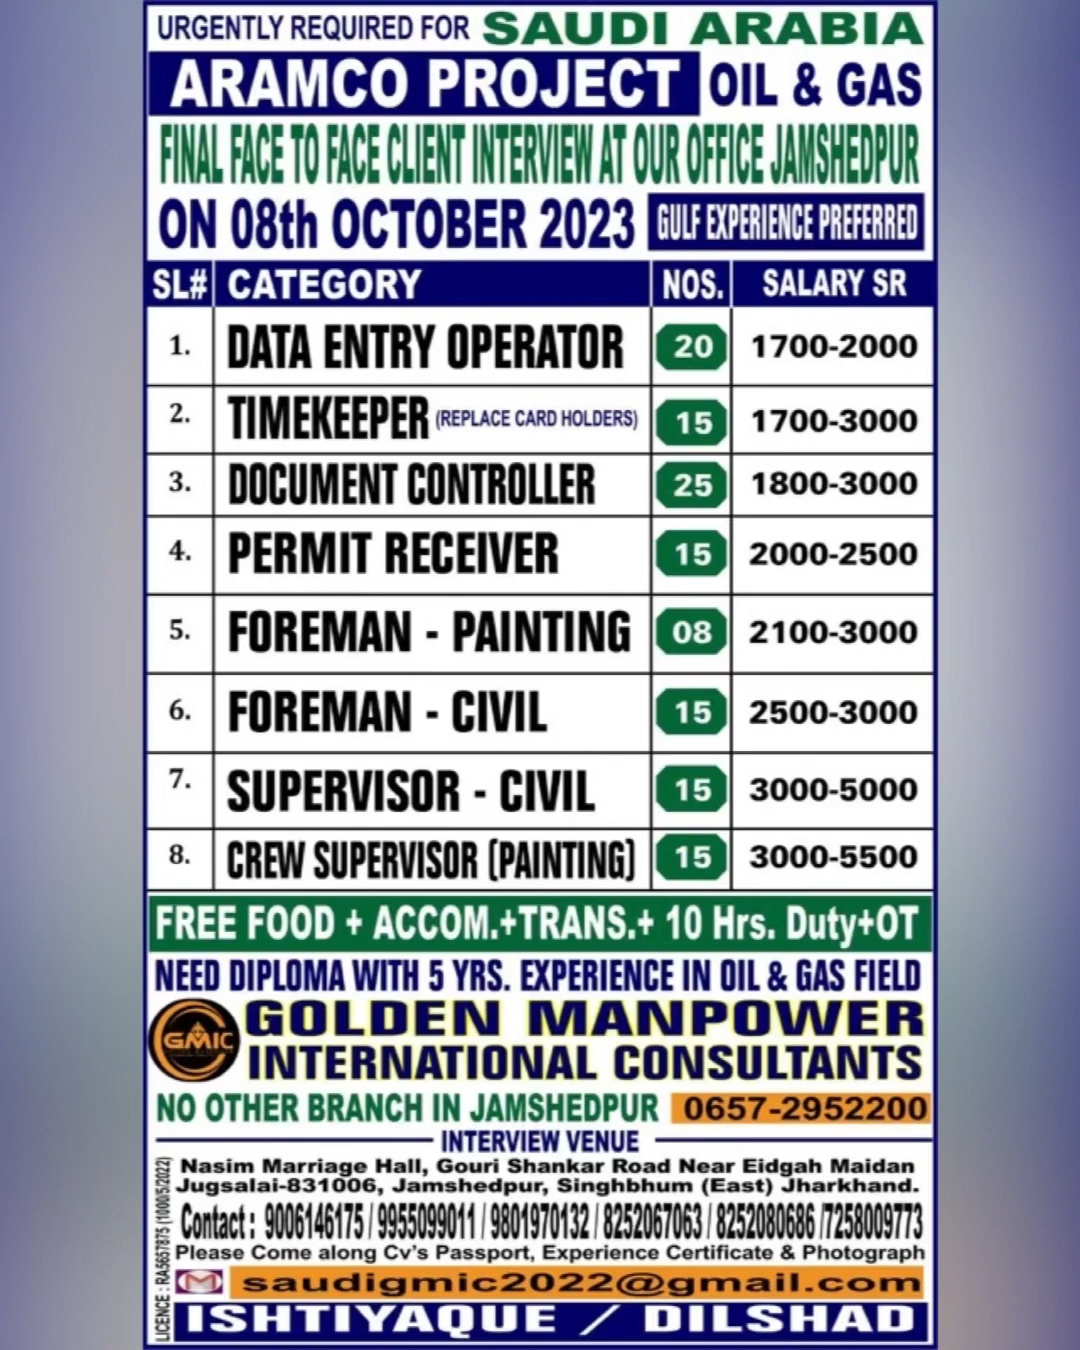 URGENTLY REQUIRED FOR SAUDI ARABIA
ARAMCO PROJECT OIL & GAS
FINAL FACE TO FACE CLIENT INTERVIEW AT OUR OFFICE JAMSHEDPUR
ON 08th OCTOBER 2023 GULF EXPERIENCE PREFERRED
SL# CATEGORY NOS. SALARY SR
1. DATA ENTRY OPERATOR 20 1700-2000
2. TIMEKEEPER (REPLACE CARD HOLDERS) 15 1700-3000
3. DOCUMENT CONTROLLER 25 1800-3000
4. PERMIT RECEIVER 15 2000-2500
5. FOREMAN - PAINTING 08 2100-3000
6. FOREMAN - CIVIL 15 2500-3000
7. SUPERVISOR - CIVIL 15 3000-5000
8. CREW SUPERVISOR (PAINTING) 15 3000-5500
FREE FOOD + ACCOM.+TRANS.+ 10 Hrs. Duty+OT
NEED DIPLOMA WITH 5 YRS. EXPERIENCE IN OIL & GAS FIELD
GMIC
GOLDEN MANPOWER
INTERNATIONAL CONSULTANTS
NO OTHER BRANCH IN JAMSHEDPUR 0657-2952200
INTERVIEW VENUE
Nasim Marriage Hall, Gouri Shankar Road Near Eidgah Maidan
Jugsalai-831006, Jamshedpur, Singhbhum (East) Jharkhand.
Contact : 9006146175 / 9955099011 / 9801970132 / 8252067063 / 8252080686 /7258009773
Please Come along Cv's Passport, Experience Certificate & Photograph
saudigmic2022@gmail.com
ISHTIYAQUE / DILSHAD
LICENCE : RA5657875 (1000/5/2022)